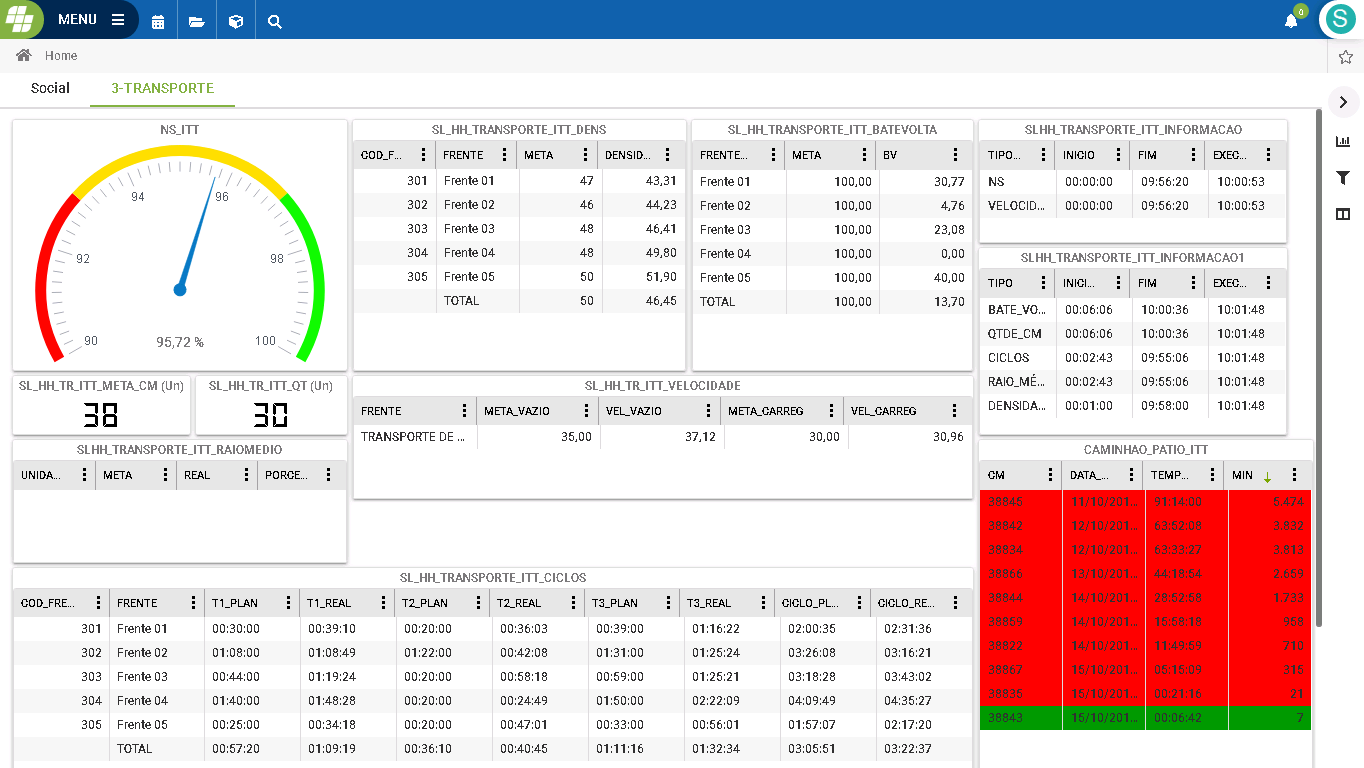 MENU
0
S
Home
Social 3-TRANSPORTE
NS_ITT
94 96
92 98
90 100
95,72 %
SL_HH_TRANSPORTE_ITT_DENS
COD_F... FRENTE META DENSID...
301 Frente 01 47 43,31
302 Frente 02 46 44,23
303 Frente 03 48 46,41
304 Frente 04 48 49,80
305 Frente 05 50 51,90
TOTAL 50 46,45
SL_HH_TRANSPORTE_ITT_BATEVOLTA
FRENTE... META BV
Frente 01 100,00 30,77
Frente 02 100,00 4,76
Frente 03 100,00 23,08
Frente 04 100,00 0,00
Frente 05 100,00 40,00
TOTAL 100,00 13,70
SLHH_TRANSPORTE_ITT_INFORMACAO
TIPO... INICIO FIM EXEC...
NS 00:00:00 09:56:20 10:00:53
VELOCID... 00:00:00 09:56:20 10:00:53
SLHH_TRANSPORTE_ITT_INFORMACAO1
TIPO INICI... FIM EXEC...
BATE_VO... 00:06:06 10:00:36 10:01:48
QTDE_CM 00:06:06 10:00:36 10:01:48
CICLOS 00:02:43 09:55:06 10:01:48
RAIO_MÉ... 00:02:43 09:55:06 10:01:48
DENSIDA... 00:01:00 09:58:00 10:01:48
SL_HH_TR_ITT_META_CM (Un)
38
SL_HH_TR_ITT_QT (Un)
30
SL_HH_TR_ITT_VELOCIDADE
FRENTE META_VAZIO VEL_VAZIO META_CARREG VEL_CARREG
TRANSPORTE DE ... 35,00 37,12 30,00 30,96
SLHH_TRANSPORTE_ITT_RAIOMEDIO
UNIDA... META REAL PORCE...
CAMINHAO_PATIO_ITT
CM DATA_... TEMP... MIN
38845 11/10/201... 91:14:00 5.474
38842 12/10/201... 63:52:08 3.832
38834 12/10/201... 63:33:27 3.813
38866 13/10/201... 44:18:54 2.659
38844 14/10/201... 28:52:58 1.733
38859 14/10/201... 15:58:18 958
38822 14/10/201... 11:49:59 710
38867 15/10/201... 05:15:09 315
38835 15/10/201... 00:21:16 21
38843 15/10/201... 00:06:42 7
SL_HH_TRANSPORTE_ITT_CICLOS
COD_FRE... FRENTE T1_PLAN T1_REAL T2_PLAN T2_REAL T3_PLAN T3_REAL CICLO_PL... CICLO_RE...
301 Frente 01 00:30:00 00:39:10 00:20:00 00:36:03 00:39:00 01:16:22 02:00:35 02:31:36
302 Frente 02 01:08:00 01:08:49 01:22:00 00:42:08 01:31:00 01:25:24 03:26:08 03:16:21
303 Frente 03 00:44:00 01:19:24 00:20:00 00:58:18 00:59:00 01:25:21 03:18:28 03:43:02
304 Frente 04 01:40:00 01:48:28 00:20:00 00:24:49 01:50:00 02:22:09 04:09:49 04:35:27
305 Frente 05 00:25:00 00:34:18 00:20:00 00:47:01 00:33:00 00:56:01 01:57:07 02:17:20
TOTAL 00:57:20 01:09:19 00:36:10 00:40:45 01:11:16 01:32:34 03:05:51 03:22:37